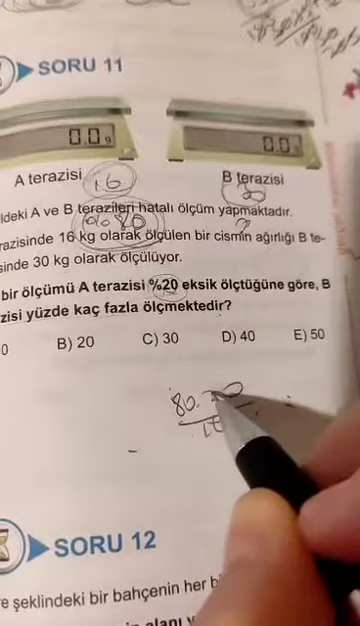 SORU 11
0.0 g
0.0
A terazisi
16
B terazisi
30
ldeki A ve B terazileri hatalı ölçüm yapmaktadır.
%80
razisinde 16 kg olarak ölçülen bir cismin ağırlığı B te-
sinde 30 kg olarak ölçülüyor.
bir ölçümü A terazisi %20 eksik ölçtüğüne göre, B
zisi yüzde kaç fazla ölçmektedir?
0 B) 20 C) 30 D) 40 E) 50
80.
SORU 12
e şeklindeki bir bahçenin her b
alanı